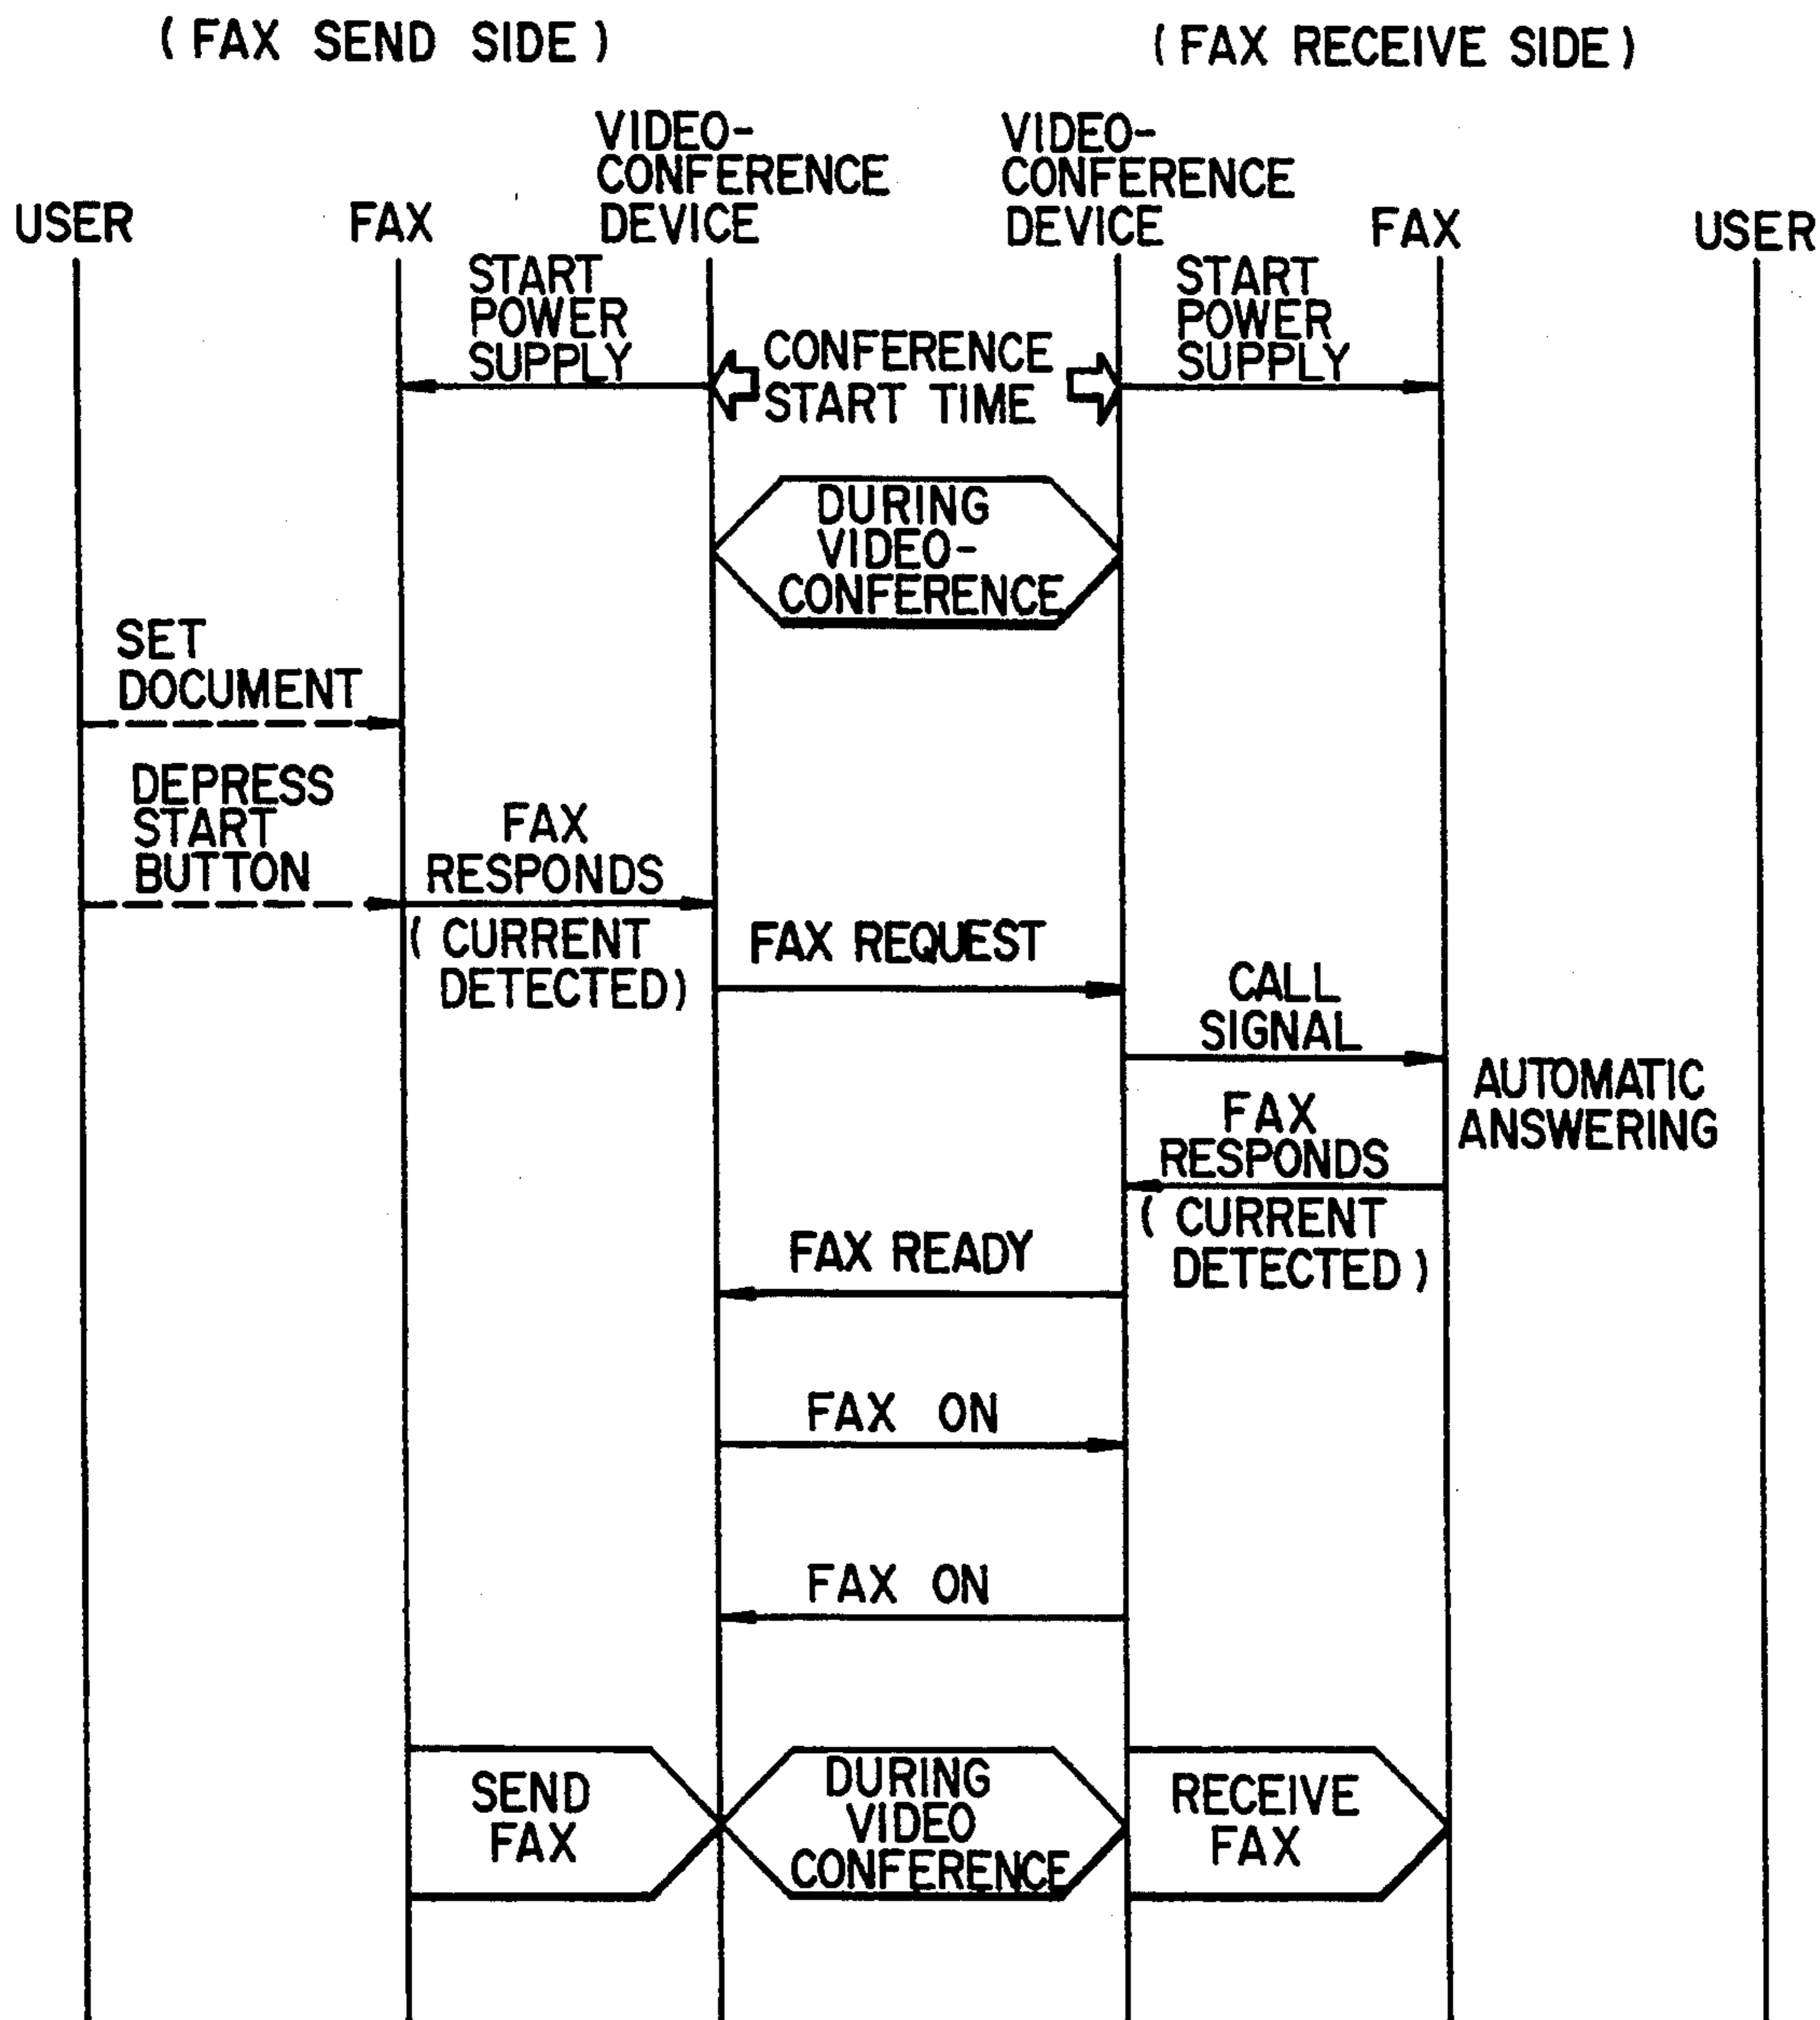 ( FAX SEND SIDE )
( FAX RECEIVE SIDE )
USER
FAX
VIDEO-
CONFERENCE
DEVICE
VIDEO-
CONFERENCE
DEVICE
FAX
USER
START
POWER
SUPPLY
CONFERENCE
START TIME
START
POWER
SUPPLY
DURING
VIDEO-
CONFERENCE
SET
DOCUMENT
DEPRESS
START
BUTTON
FAX
RESPONDS
( CURRENT
DETECTED )
FAX REQUEST
CALL
SIGNAL
AUTOMATIC
ANSWERING
FAX
RESPONDS
( CURRENT
DETECTED )
FAX READY
FAX ON
FAX ON
SEND
FAX
DURING
VIDEO
CONFERENCE
RECEIVE
FAX